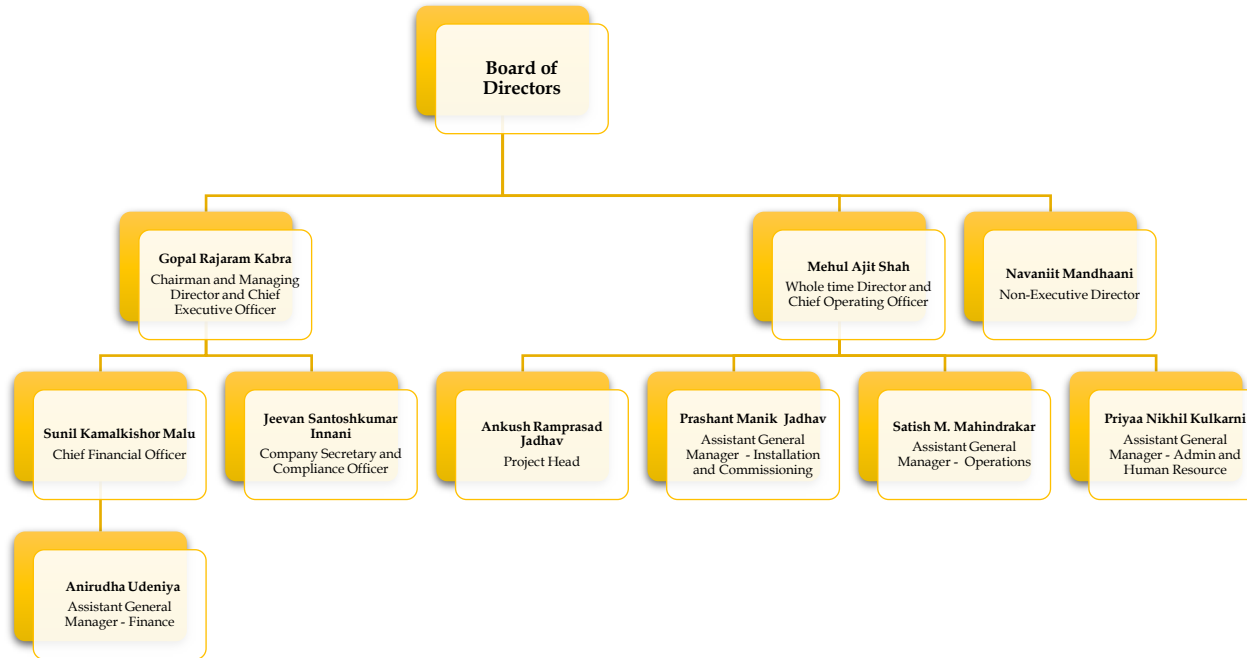 Board of
Directors
Gopal Rajaram Kabra
Chairman and Managing
Director and Chief
Executive Officer
Mehul Ajit Shah
Whole time Director and
Chief Operating Officer
Navaniit Mandhaani
Non-Executive Director
Sunil Kamalkishor Malu
Chief Financial Officer
Jeevan Santoshkumar
Innani
Company Secretary and
Compliance Officer
Ankush Ramprasad
Jadhav
Project Head
Prashant Manik Jadhav
Assistant General
Manager - Installation
and Commissioning
Satish M. Mahindrakar
Assistant General
Manager - Operations
Priyaa Nikhil Kulkarni
Assistant General
Manager - Admin and
Human Resource
Anirudha Udeniya
Assistant General
Manager - Finance